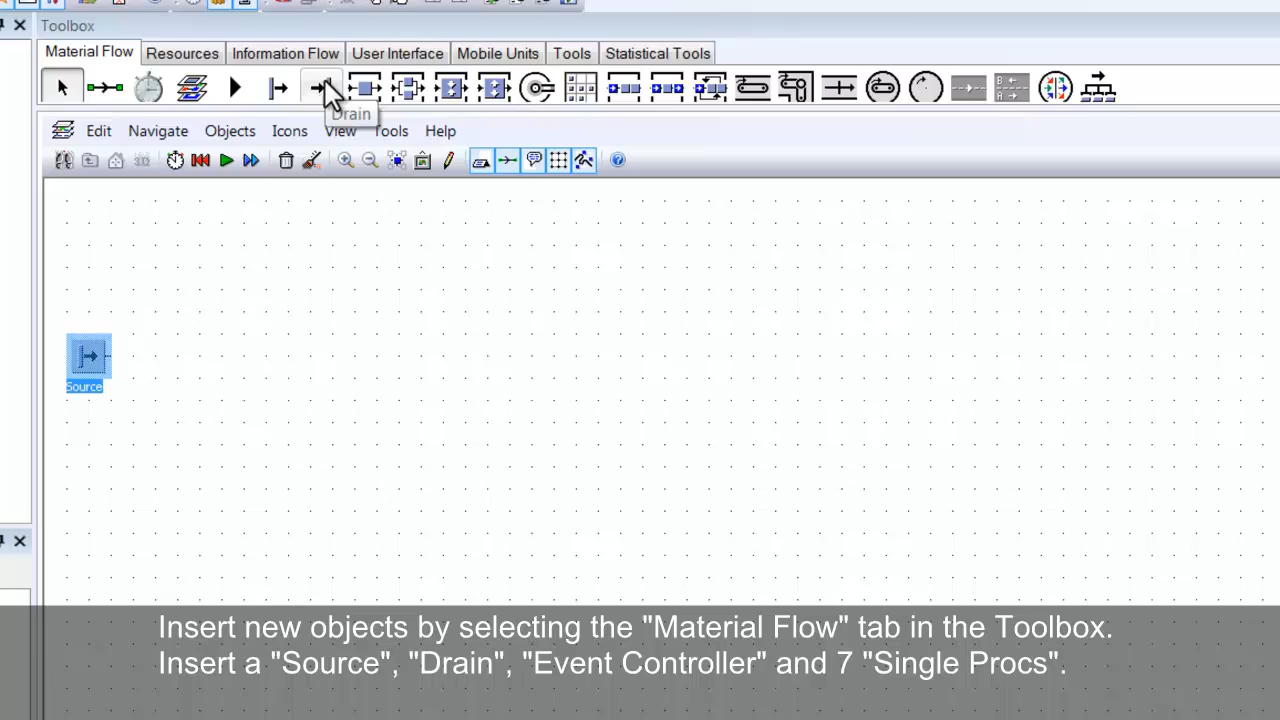 Toolbox
Material Flow Resources Information Flow User Interface Mobile Units Tools Statistical Tools
B
A
Drain
Edit Navigate Objects Icons View Tools Help
Source
Insert new objects by selecting the "Material Flow" tab in the Toolbox.
Insert a "Source", "Drain", "Event Controller" and 7 "Single Procs".